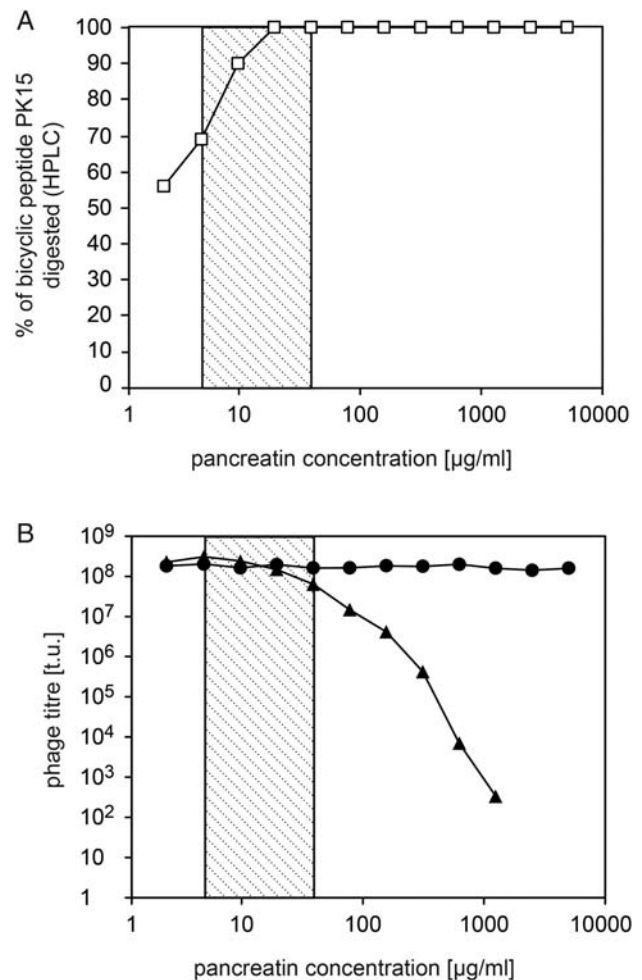 A
% of bicyclic peptide PK15
digested (HPLC)
100
90
80
70
60
50
40
30
20
10
0
1 10 100 1000 10000
pancreatin concentration [µg/ml]
B
phage titre [t.u.]
10⁹
10⁸
10⁷
10⁶
10⁵
10⁴
10³
10²
10
1
1 10 100 1000 10000
pancreatin concentration [µg/ml]